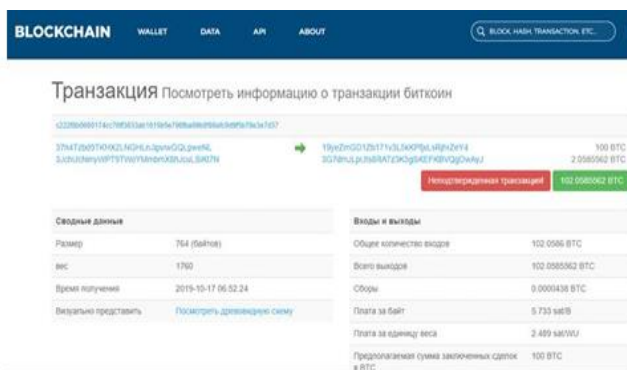 BLOCKCHAIN WALLET DATA API ABOUT BLOCK, HASH, TRANSACTION, ETC...
Транзакция Посмотреть информацию о транзакции биткоин
100 BTC
2.0585562 BTC
Неподтвержденная транзакция! 102.0585562 BTC
Сводные данные
Размер 764 (байтов)
вес 1760
Время получения 2019-10-17 06:52:24
Визуально представить Посмотреть древовидную схему
Входы и выходы
Общее количество входов 102.0586 BTC
Всего выходов 102.0585562 BTC
Сборы 0.0000438 BTC
Плата за байт 5.733 sat/B
Плата за единицу веса 2.489 sat/WU
Предполагаемая сумма заключенных сделок 100 BTC
в BTC